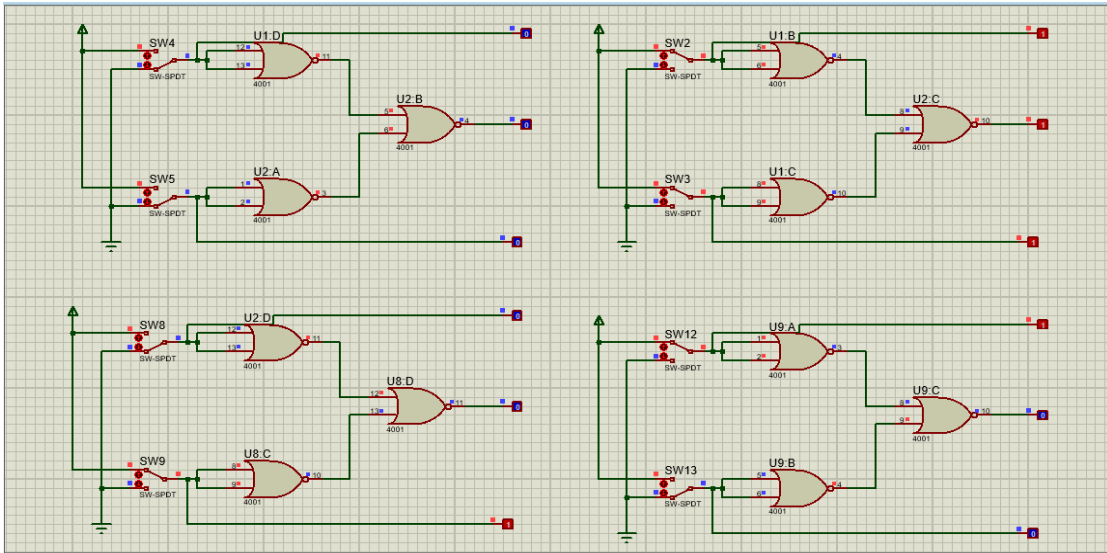 SW4
SW-SPDT
U1:D
12
13
11
4001
0
U2:B
5
6
4
4001
0
SW5
SW-SPDT
U2:A
1
2
3
4001
0
SW2
SW-SPDT
U1:B
5
6
4
4001
1
U2:C
8
9
10
4001
1
SW3
SW-SPDT
U1:C
8
9
10
4001
1
SW8
SW-SPDT
U2:D
12
13
11
4001
0
U8:D
12
13
11
4001
0
SW9
SW-SPDT
U8:C
8
9
10
4001
1
SW12
SW-SPDT
U9:A
1
2
3
4001
1
U9:C
8
9
10
4001
0
SW13
SW-SPDT
U9:B
5
6
4
4001
0